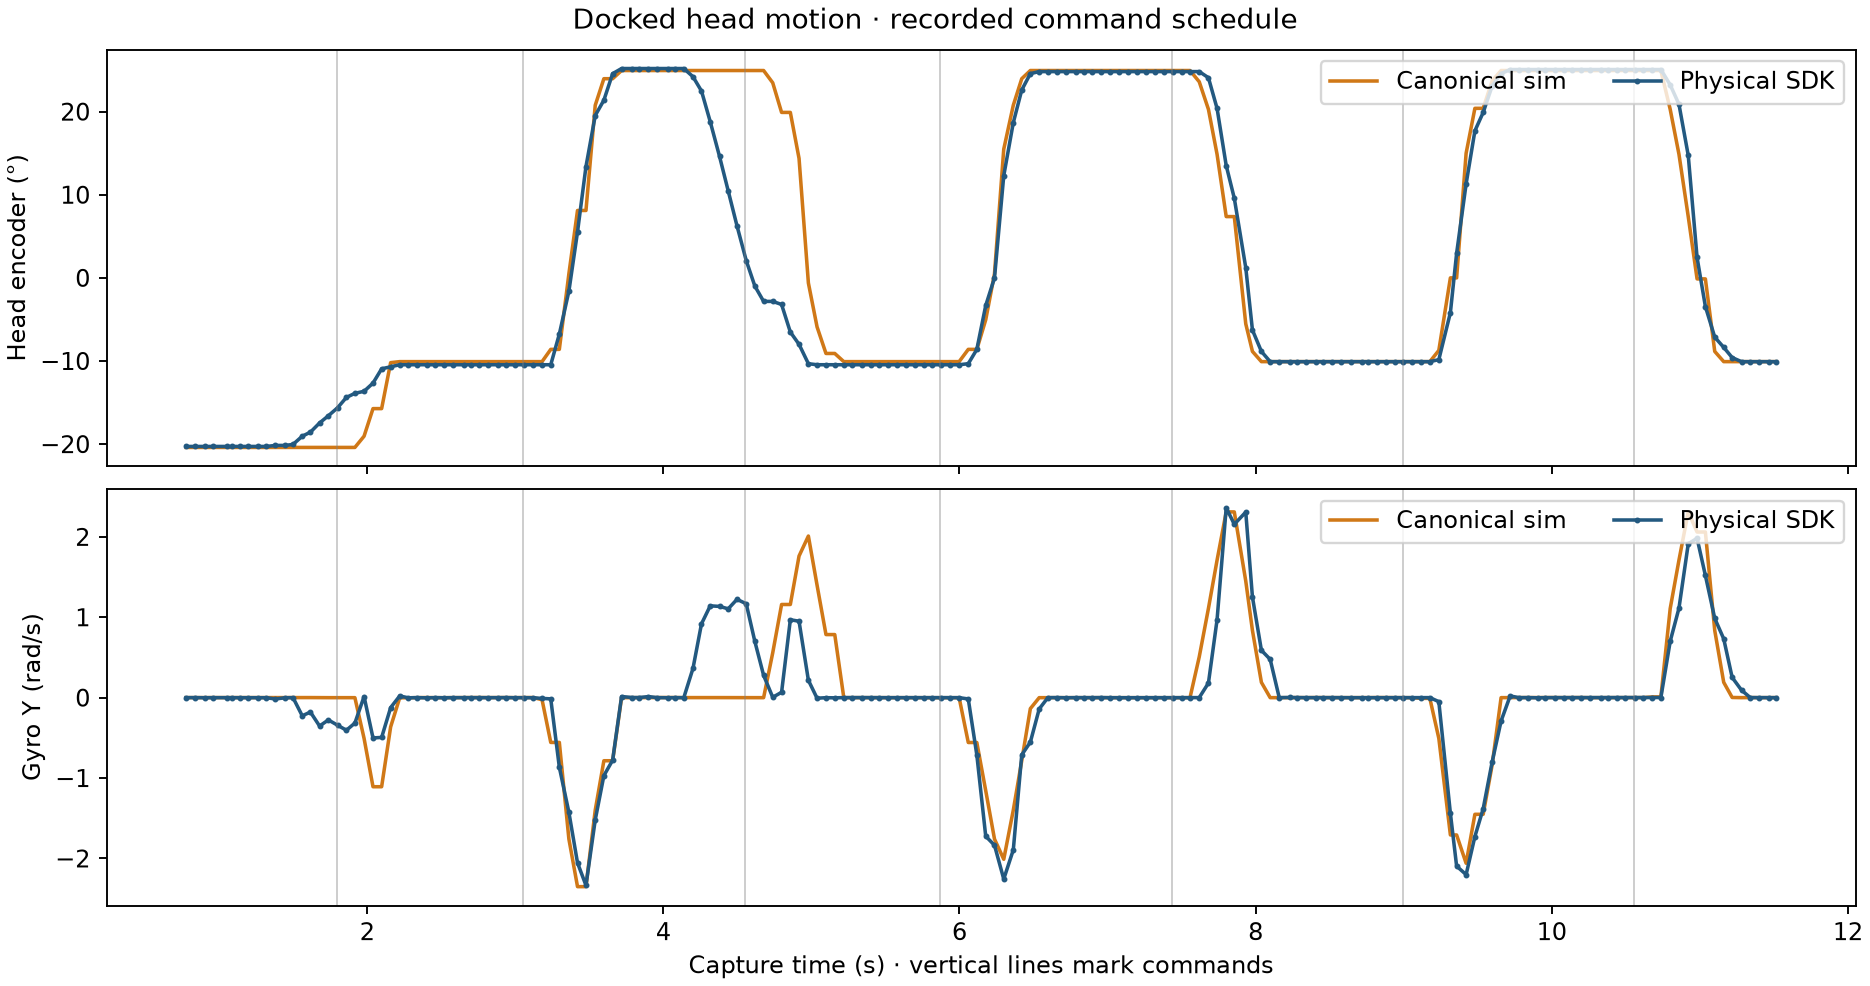 Docked head motion · recorded command schedule
Head encoder (°)
20
10
0
−10
−20
Canonical sim
Physical SDK
Gyro Y (rad/s)
2
1
0
−1
−2
Canonical sim
Physical SDK
2
4
6
8
10
12
Capture time (s) · vertical lines mark commands